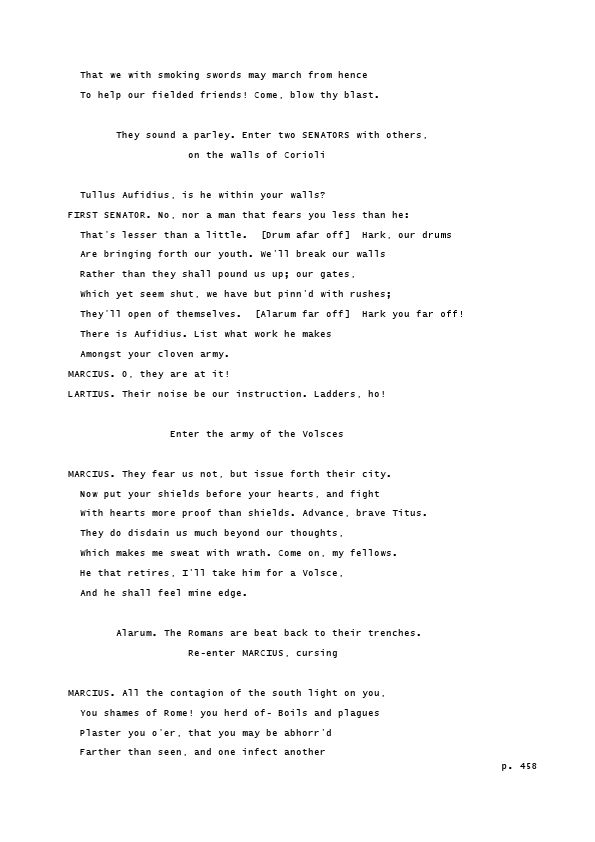 That we with smoking swords may march from hence
To help our fielded friends! Come, blow thy blast.
They sound a parley. Enter two SENATORS with others,
on the walls of Corioli
Tullus Aufidius, is he within your walls?
FIRST SENATOR. No, nor a man that fears you less than he:
That's lesser than a little.  [Drum afar off]  Hark, our drums
Are bringing forth our youth. We'll break our walls
Rather than they shall pound us up; our gates,
Which yet seem shut, we have but pinn'd with rushes;
They'll open of themselves.  [Alarum far off]  Hark you far off!
There is Aufidius. List what work he makes
Amongst your cloven army.
MARCIUS. O, they are at it!
LARTIUS. Their noise be our instruction. Ladders, ho!
Enter the army of the Volsces
MARCIUS. They fear us not, but issue forth their city.
Now put your shields before your hearts, and fight
With hearts more proof than shields. Advance, brave Titus.
They do disdain us much beyond our thoughts,
Which makes me sweat with wrath. Come on, my fellows.
He that retires, I'll take him for a Volsce,
And he shall feel mine edge.
Alarum. The Romans are beat back to their trenches.
Re-enter MARCIUS, cursing
MARCIUS. All the contagion of the south light on you,
You shames of Rome! you herd of- Boils and plagues
Plaster you o'er, that you may be abhorr'd
Farther than seen, and one infect another
p. 458